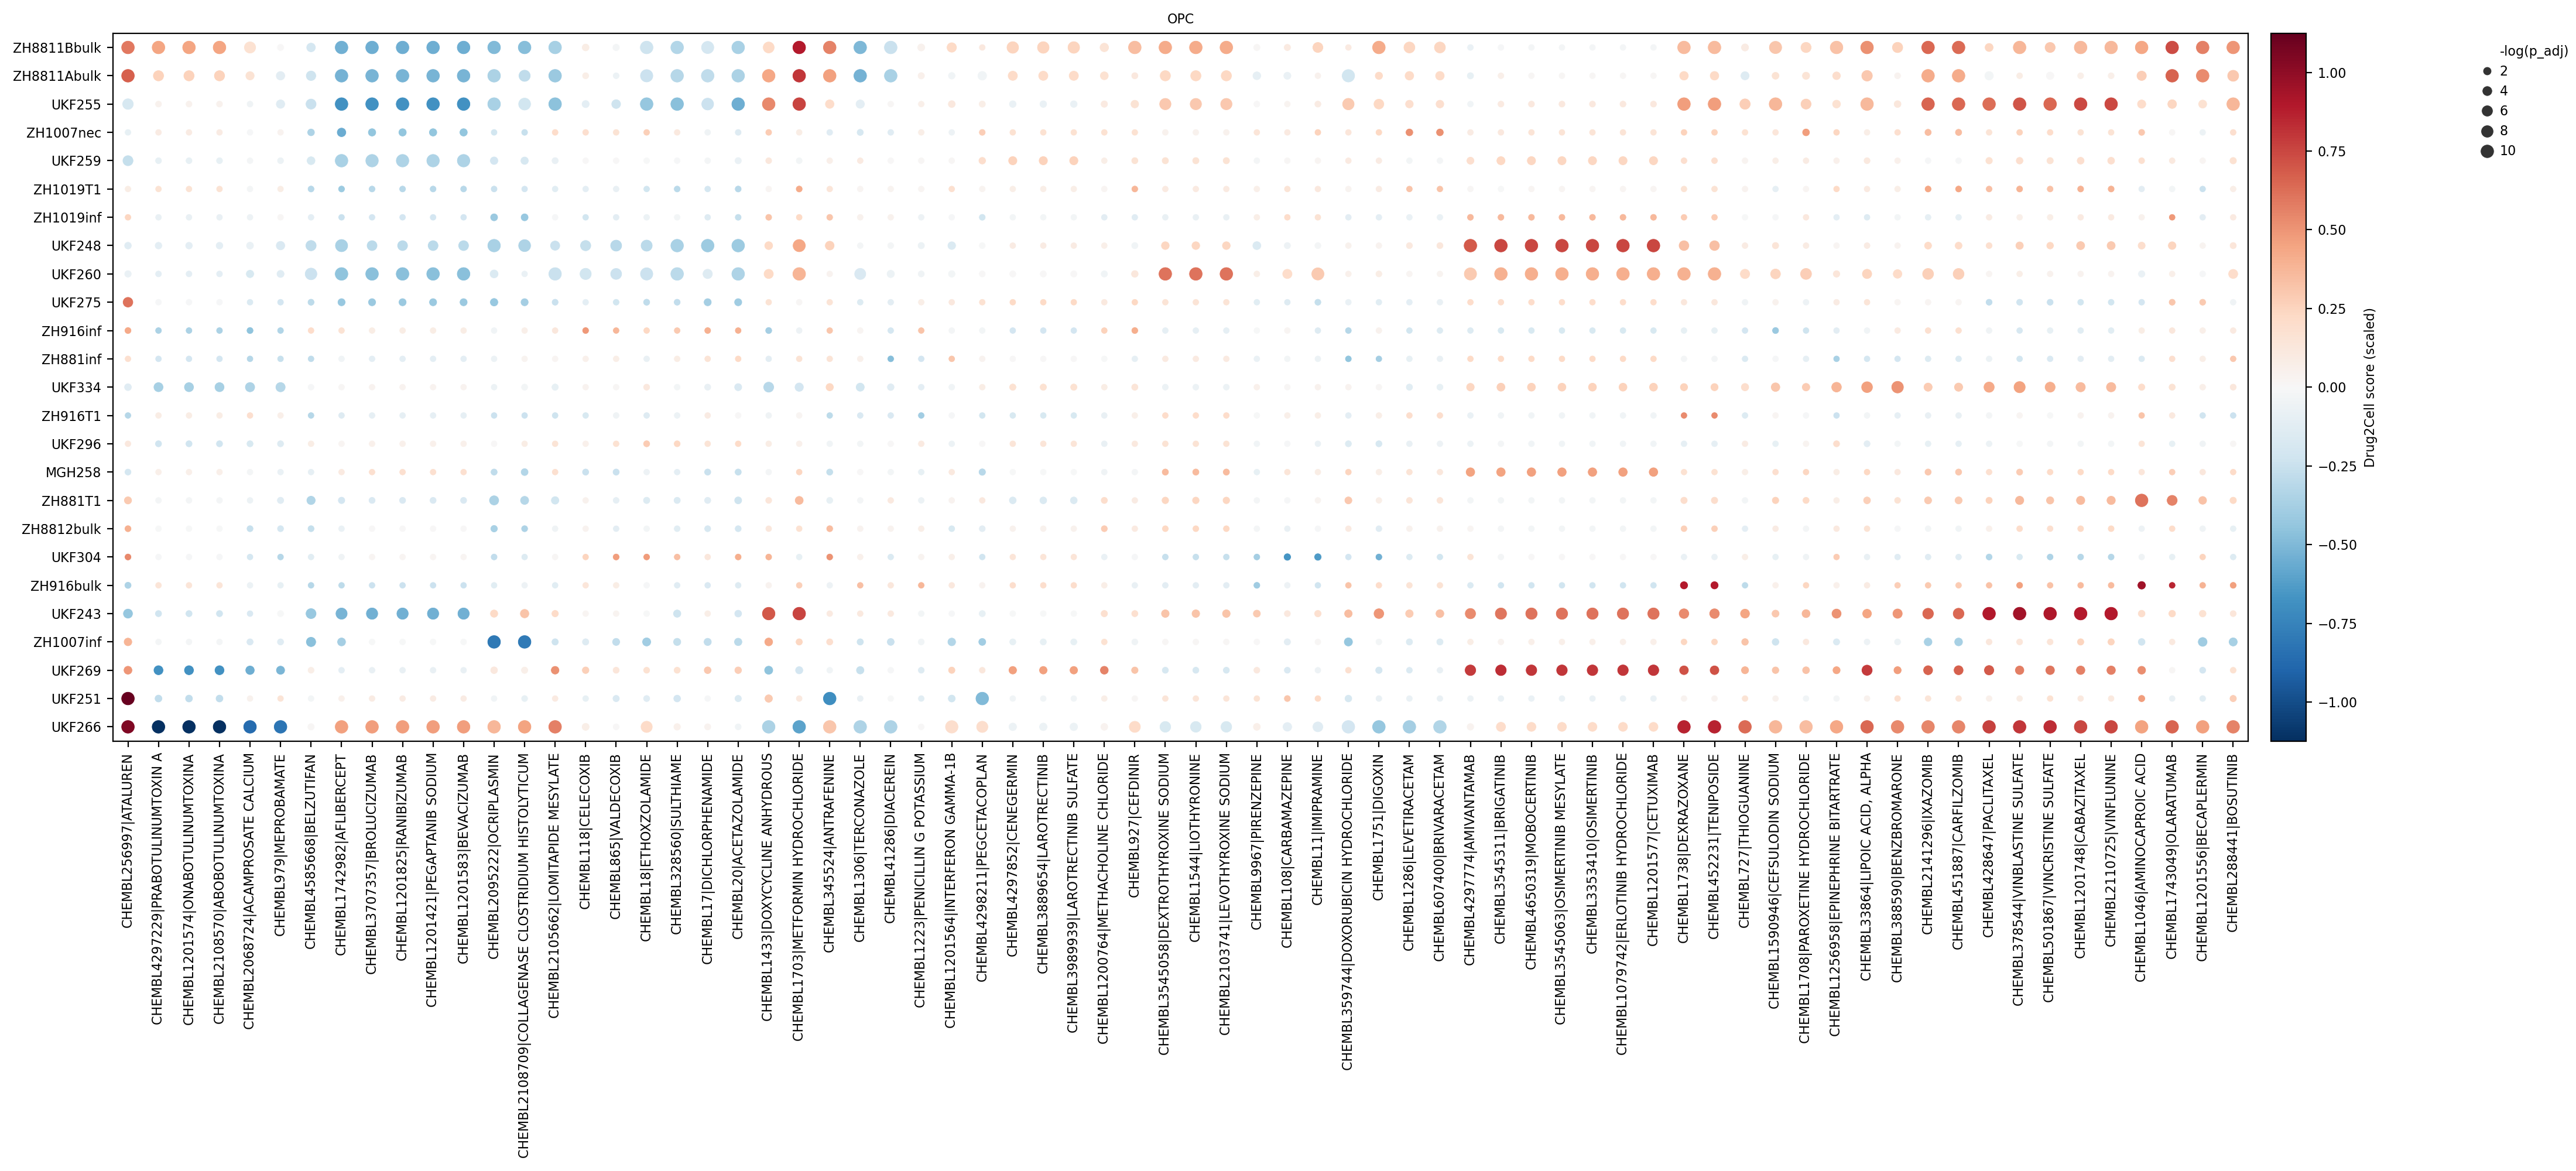 OPC
ZH8811Bbulk
ZH8811Abulk
UKF255
ZH1007nec
UKF259
ZH1019T1
ZH1019inf
UKF248
UKF260
UKF275
ZH916inf
ZH881inf
UKF334
ZH916T1
UKF296
MGH258
ZH881T1
ZH8812bulk
UKF304
ZH916bulk
UKF243
ZH1007inf
UKF269
UKF251
UKF266
CHEMBL256997|ATALUREN
CHEMBL4297229|PRABOTULINUMTOXIN A
CHEMBL1201574|ONABOTULINUMTOXINA
CHEMBL2108570|ABOBOTULINUMTOXINA
CHEMBL2068724|ACAMPROSATE CALCIUM
CHEMBL979|MEPROBAMATE
CHEMBL4585668|BELZUTIFAN
CHEMBL1742982|AFLIBERCEPT
CHEMBL3707357|BROLUCIZUMAB
CHEMBL1201825|RANIBIZUMAB
CHEMBL1201421|PEGAPTANIB SODIUM
CHEMBL1201583|BEVACIZUMAB
CHEMBL2095222|OCRIPLASMIN
CHEMBL2108709|COLLAGENASE CLOSTRIDIUM HISTOLYTICUM
CHEMBL2105662|LOMITAPIDE MESYLATE
CHEMBL118|CELECOXIB
CHEMBL865|VALDECOXIB
CHEMBL18|ETHOXZOLAMIDE
CHEMBL328560|SULTHIAME
CHEMBL17|DICHLORPHENAMIDE
CHEMBL20|ACETAZOLAMIDE
CHEMBL1433|DOXYCYCLINE ANHYDROUS
CHEMBL1703|METFORMIN HYDROCHLORIDE
CHEMBL345524|ANTRAFENINE
CHEMBL1306|TERCONAZOLE
CHEMBL41286|DIACEREIN
CHEMBL1223|PENICILLIN G POTASSIUM
CHEMBL1201564|INTERFERON GAMMA-1B
CHEMBL4298211|PEGCETACOPLAN
CHEMBL4297852|CENEGERMIN
CHEMBL3889654|LAROTRECTINIB
CHEMBL3989939|LAROTRECTINIB SULFATE
CHEMBL1200764|METHACHOLINE CHLORIDE
CHEMBL927|CEFDINIR
CHEMBL3545058|DEXTROTHYROXINE SODIUM
CHEMBL1544|LIOTHYRONINE
CHEMBL2103741|LEVOTHYROXINE SODIUM
CHEMBL9967|PIRENZEPINE
CHEMBL108|CARBAMAZEPINE
CHEMBL11|IMIPRAMINE
CHEMBL359744|DOXORUBICIN HYDROCHLORIDE
CHEMBL1751|DIGOXIN
CHEMBL1286|LEVETIRACETAM
CHEMBL607400|BRIVARACETAM
CHEMBL4297774|AMIVANTAMAB
CHEMBL3545311|BRIGATINIB
CHEMBL4650319|MOBOCERTINIB
CHEMBL3545063|OSIMERTINIB MESYLATE
CHEMBL3353410|OSIMERTINIB
CHEMBL1079742|ERLOTINIB HYDROCHLORIDE
CHEMBL1201577|CETUXIMAB
CHEMBL1738|DEXRAZOXANE
CHEMBL452231|TENIPOSIDE
CHEMBL727|THIOGUANINE
CHEMBL1590946|CEFSULODIN SODIUM
CHEMBL1708|PAROXETINE HYDROCHLORIDE
CHEMBL1256958|EPINEPHRINE BITARTRATE
CHEMBL33864|LIPOIC ACID, ALPHA
CHEMBL388590|BENZBROMARONE
CHEMBL2141296|IXAZOMIB
CHEMBL451887|CARFILZOMIB
CHEMBL428647|PACLITAXEL
CHEMBL378544|VINBLASTINE SULFATE
CHEMBL501867|VINCRISTINE SULFATE
CHEMBL1201748|CABAZITAXEL
CHEMBL2110725|VINFLUNINE
CHEMBL1046|AMINOCAPROIC ACID
CHEMBL1743049|OLARATUMAB
CHEMBL1201556|BECAPLERMIN
CHEMBL288441|BOSUTINIB
1.00
0.75
0.50
0.25
0.00
−0.25
−0.50
−0.75
−1.00
Drug2Cell score (scaled)
-log(p_adj)
2
4
6
8
10